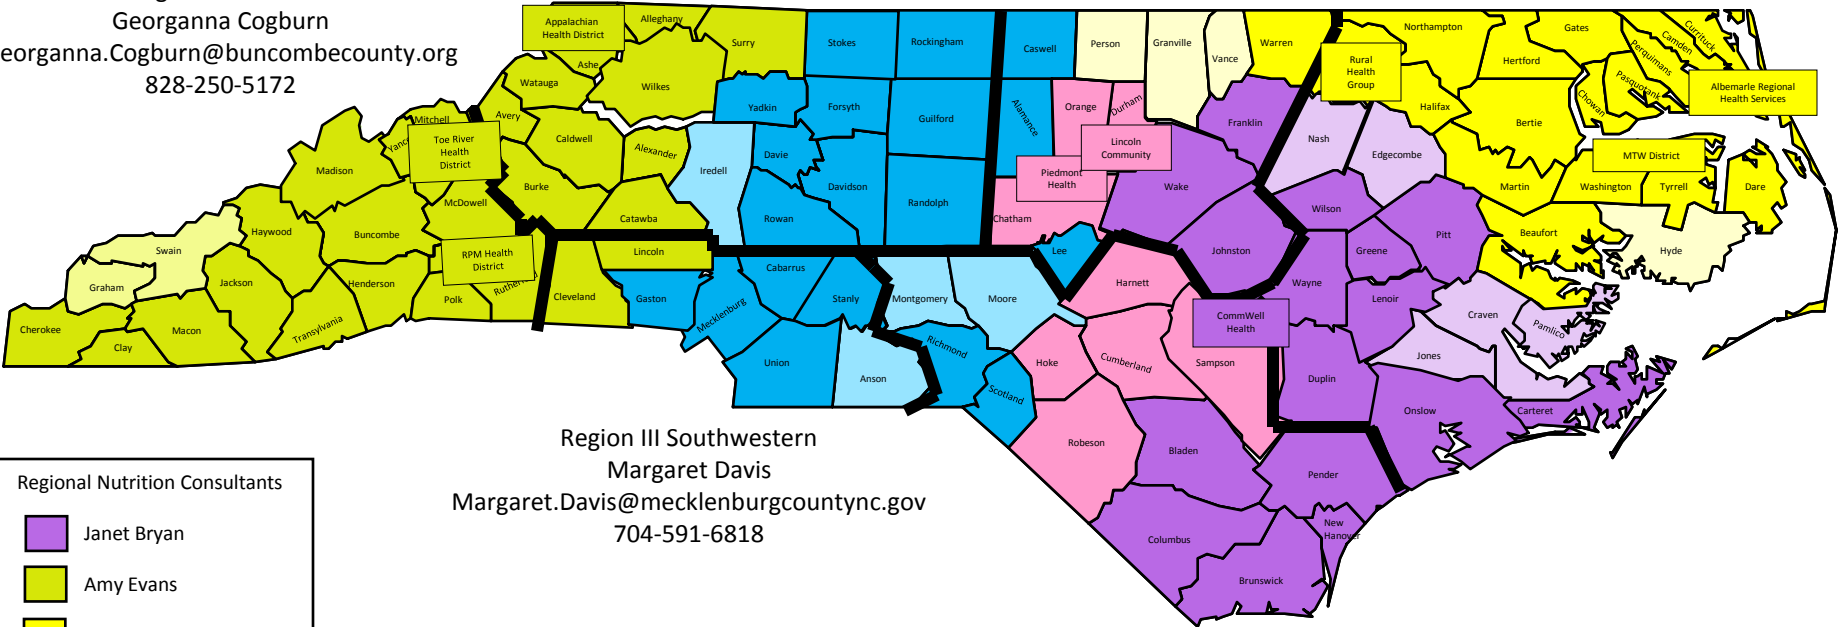 Georganna Cogburn
eorganna.Cogburn@buncombecounty.org
828-250-5172
Appalachian
Health District
Alleghany
Surry
Stokes
Rockingham
Caswell
Person
Granville
Vance
Warren
Northampton
Gates
Currituck
Camden
Perquimans
Pasquotank
Chowan
Hertford
Rural
Health
Group
Albemarle Regional
Health Services
Ashe
Watauga
Wilkes
Yadkin
Forsyth
Guilford
Alamance
Orange
Durham
Franklin
Halifax
Bertie
Mitchell
Avery
Toe River
Health
District
Caldwell
Alexander
Iredell
Davie
Lincoln
Community
Piedmont
Health
Nash
Edgecombe
MTW District
Madison
Burke
Davidson
Randolph
Wake
Martin
Washington
Tyrrell
Dare
McDowell
Catawba
Rowan
Chatham
Wilson
Pitt
Beaufort
Haywood
Buncombe
RPM Health
District
Lincoln
Lee
Johnston
Greene
Hyde
Swain
Graham
Jackson
Henderson
Polk
Cleveland
Gaston
Cabarrus
Stanly
Montgomery
Moore
Harnett
Wayne
Lenoir
Craven
Pamlico
Cherokee
Clay
Macon
Transylvania
Mecklenburg
Union
Anson
Richmond
Scotland
Hoke
Cumberland
Sampson
CommWell
Health
Duplin
Jones
Onslow
Carteret
Robeson
Bladen
Pender
Columbus
New
Hanover
Brunswick
Region III Southwestern
Margaret Davis
Margaret.Davis@mecklenburgcountync.gov
704-591-6818
Regional Nutrition Consultants
Janet Bryan
Amy Evans